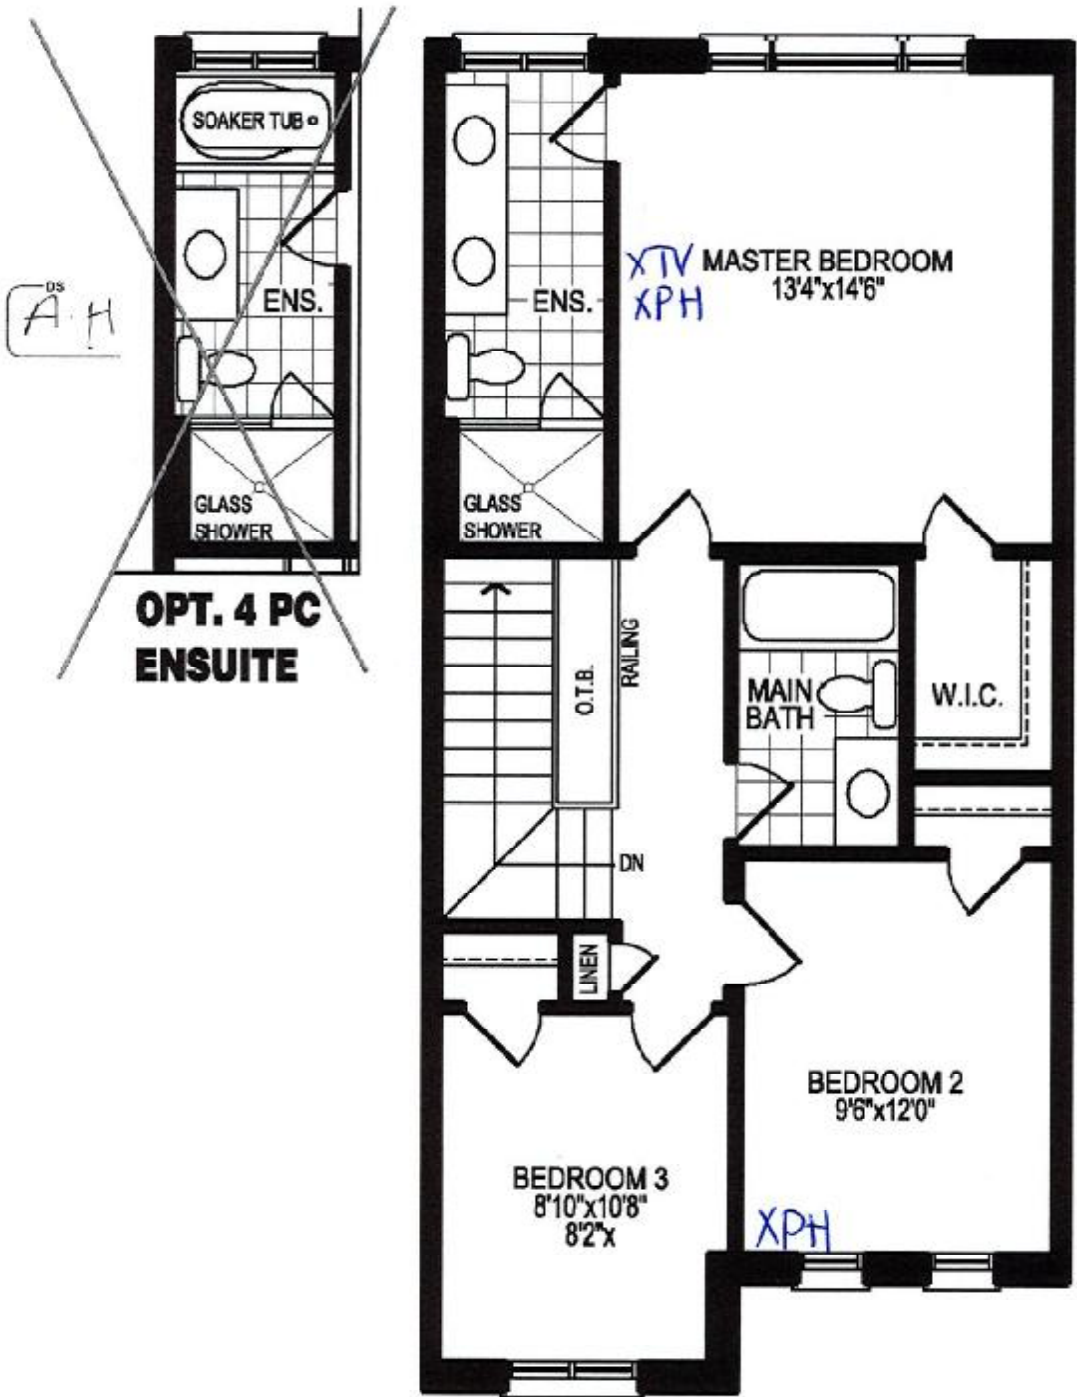 SOAKER TUB
ENS.
GLASS
SHOWER
OPT. 4 PC
ENSUITE
DS
A.H
ENS.
GLASS
SHOWER
XTV
XPH
MASTER BEDROOM
13'4"x14'6"
O.T.B.
RAILING
MAIN
BATH
W.I.C.
DN
LINEN
BEDROOM 2
9'6"x12'0"
XPH
BEDROOM 3
8'10"x10'8"
8'2"x